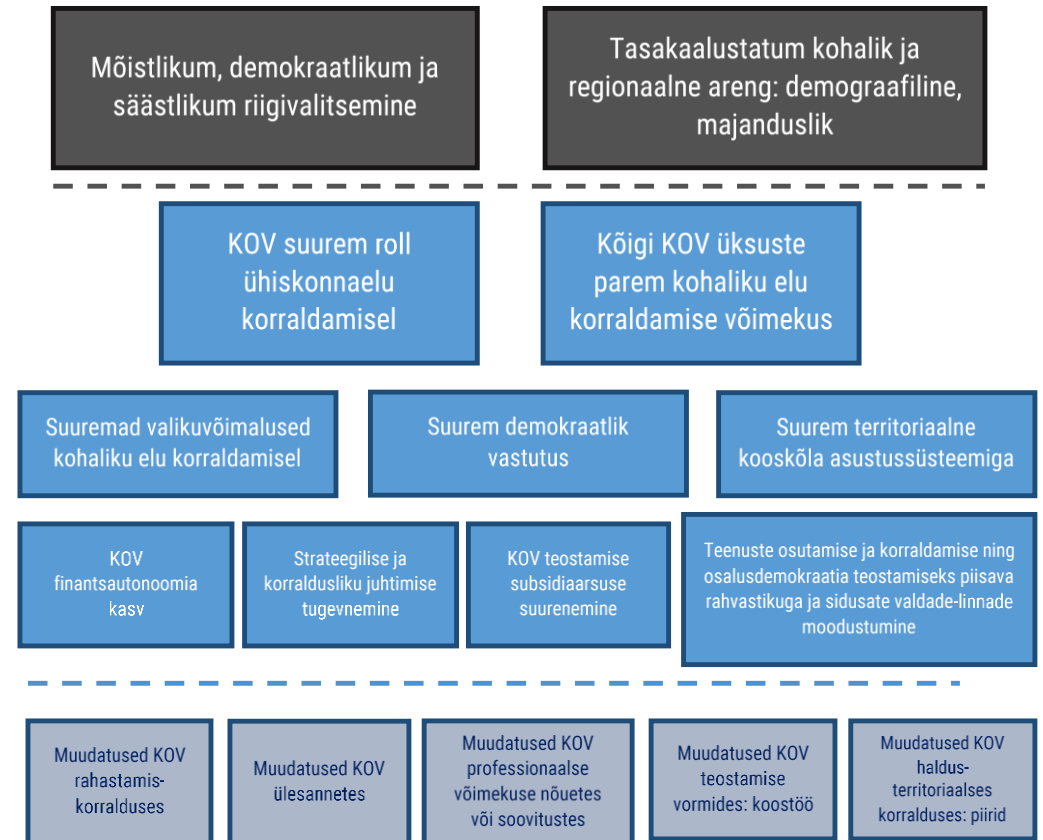 Mõistlikum, demokraatlikum ja
säästlikum riigivalitsemine
Tasakaalustatum kohalik ja
regionaalne areng: demograafiline,
majanduslik
KOV suurem roll
ühiskonnaelu
korraldamisel
Kõigi KOV üksuste
parem kohaliku elu
korraldamise võimekus
Suuremad valikuvõimalused
kohaliku elu korraldamisel
Suurem demokraatlik
vastutus
Suurem territoriaalne
kooskõla asustussüsteemiga
KOV
finantsautonoomia
kasv
Strateegilise ja
korraldusliku juhtimise
tugevnemine
KOV teostamise
subsidiaarsuse
suurenemine
Teenuste osutamise ja korraldamise ning
osalusdemokraatia teostamiseks piisava
rahvastikuga ja sidusate valdade-linnade
moodustumine
Muudatused KOV
rahastamis-
korralduses
Muudatused KOV
ülesannetes
Muudatused KOV
professionaalse
võimekuse nõuetes
või soovitustes
Muudatused KOV
teostamise
vormides: koostöö
Muudatused KOV
haldus-
territoriaalses
korralduses: piirid